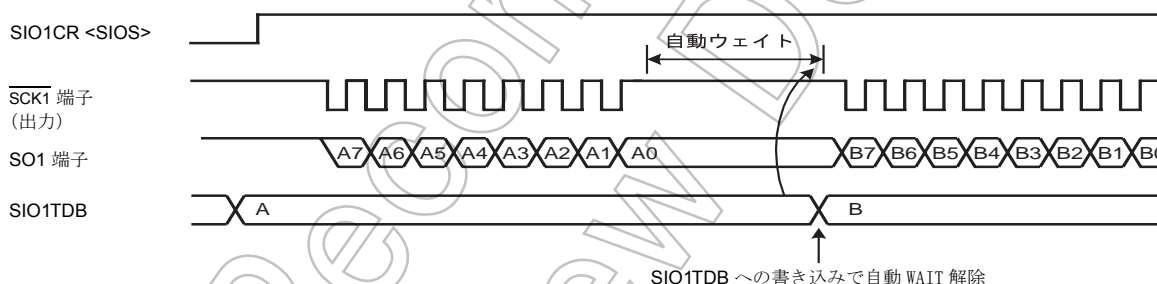 SIO1CR <SIOS>
自動ウェイト
SCK1 端子
(出力)
SO1 端子
A7 A6 A5 A4 A3 A2 A1 A0 B7 B6 B5 B4 B3 B2 B1 B0
SIO1TDB
A B
SIO1TDB への書き込みで自動 WAIT 解除